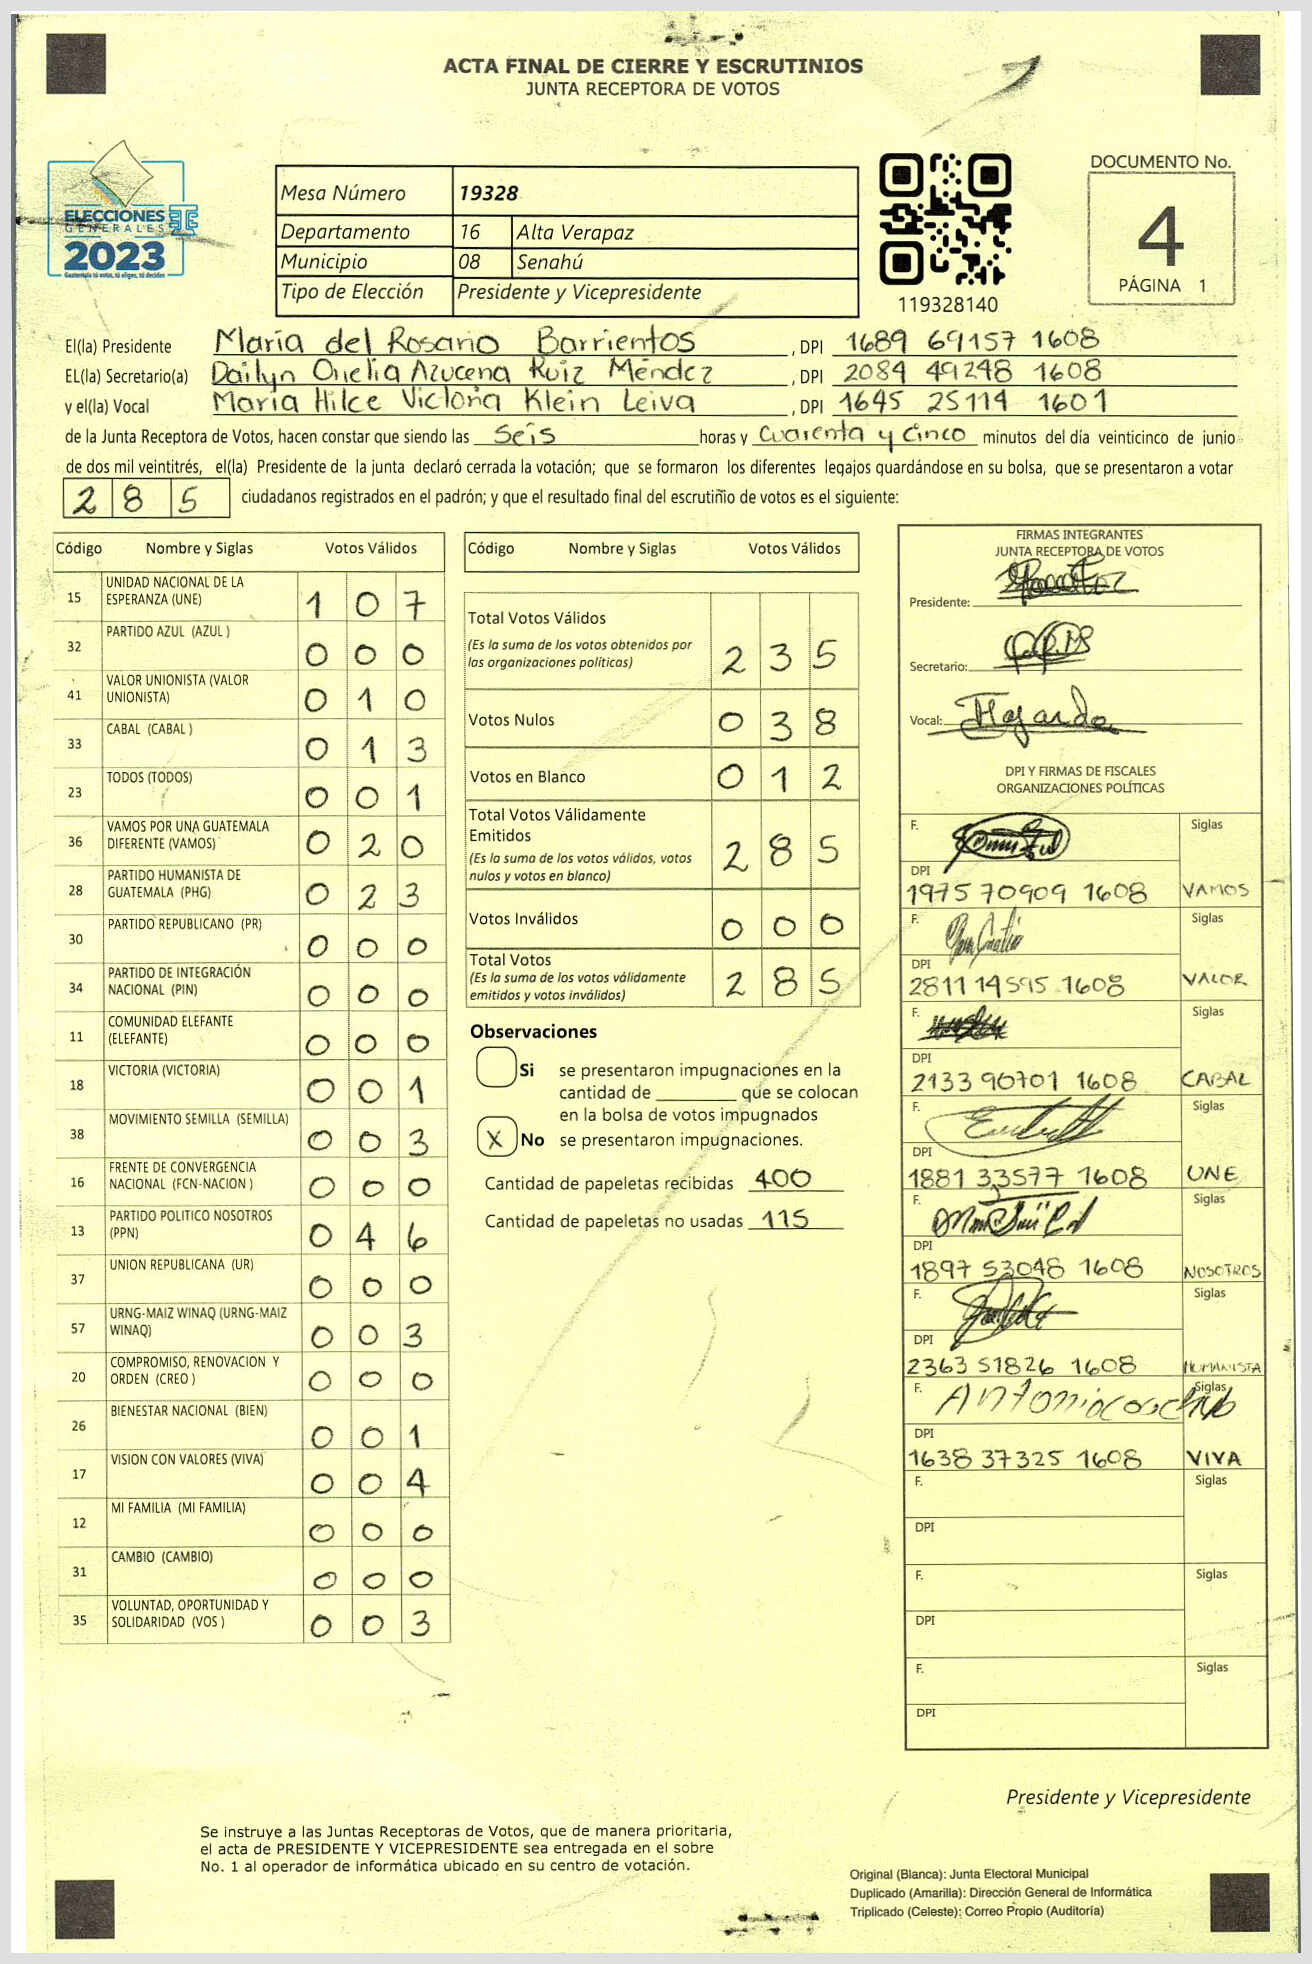 ACTA FINAL DE CIERRE Y ESCRUTINIOS
JUNTA RECEPTORA DE VOTOS
ELECCIONES
GENERALES
2023
Guatemala tú votas, tú eliges, tú decides
Mesa Número 19328
Departamento 16 Alta Verapaz
Municipio 08 Senahú
Tipo de Elección Presidente y Vicepresidente
119328140
DOCUMENTO No.
4
PÁGINA 1
El(la) Presidente María del Rosario Barrientos , DPI 1689 69157 1608
EL(la) Secretario(a) Dailyn Onelia Azucena Ruiz Méndez , DPI 2084 49248 1608
y el(la) Vocal María Hilce Victoria Klein Leiva , DPI 1645 25114 1601
de la Junta Receptora de Votos, hacen constar que siendo las Seis horas y Cuarenta y Cinco minutos del día veinticinco de junio
de dos mil veintitrés, el(la) Presidente de la junta declaró cerrada la votación; que se formaron los diferentes legajos guardándose en su bolsa, que se presentaron a votar
2 8 5 ciudadanos registrados en el padrón; y que el resultado final del escrutinio de votos es el siguiente:
Código Nombre y Siglas Votos Válidos
15 UNIDAD NACIONAL DE LA
ESPERANZA (UNE) 1 0 7
32 PARTIDO AZUL (AZUL ) 0 0 0
41 VALOR UNIONISTA (VALOR
UNIONISTA) 0 1 0
33 CABAL (CABAL ) 0 1 3
23 TODOS (TODOS) 0 0 1
36 VAMOS POR UNA GUATEMALA
DIFERENTE (VAMOS) 0 2 0
28 PARTIDO HUMANISTA DE
GUATEMALA (PHG) 0 2 3
30 PARTIDO REPUBLICANO (PR) 0 0 0
34 PARTIDO DE INTEGRACIÓN
NACIONAL (PIN) 0 0 0
11 COMUNIDAD ELEFANTE
(ELEFANTE) 0 0 0
18 VICTORIA (VICTORIA) 0 0 1
38 MOVIMIENTO SEMILLA (SEMILLA) 0 0 3
16 FRENTE DE CONVERGENCIA
NACIONAL (FCN-NACION ) 0 0 0
13 PARTIDO POLITICO NOSOTROS
(PPN) 0 4 6
37 UNION REPUBLICANA (UR) 0 0 0
57 URNG-MAIZ WINAQ (URNG-MAIZ
WINAQ) 0 0 3
20 COMPROMISO, RENOVACION Y
ORDEN (CREO ) 0 0 0
26 BIENESTAR NACIONAL (BIEN) 0 0 1
17 VISION CON VALORES (VIVA) 0 0 4
12 MI FAMILIA (MI FAMILIA) 0 0 0
31 CAMBIO (CAMBIO) 0 0 0
35 VOLUNTAD, OPORTUNIDAD Y
SOLIDARIDAD (VOS ) 0 0 3
Código Nombre y Siglas Votos Válidos
Total Votos Válidos
(Es la suma de los votos obtenidos por
las organizaciones políticas) 2 3 5
Votos Nulos 0 3 8
Votos en Blanco 0 1 2
Total Votos Válidamente
Emitidos
(Es la suma de los votos válidos, votos
nulos y votos en blanco) 2 8 5
Votos Inválidos 0 0 0
Total Votos
(Es la suma de los votos válidamente
emitidos y votos inválidos) 2 8 5
Observaciones
Si se presentaron impugnaciones en la
cantidad de ________ que se colocan
en la bolsa de votos impugnados
X No se presentaron impugnaciones.
Cantidad de papeletas recibidas 400
Cantidad de papeletas no usadas 115
FIRMAS INTEGRANTES
JUNTA RECEPTORA DE VOTOS
Presidente:
Secretario:
Vocal:
DPI Y FIRMAS DE FISCALES
ORGANIZACIONES POLÍTICAS
F. Siglas
DPI
1975 70909 1608 VAMOS
F. Siglas
DPI
2811 14595 1608 VALOR
F. Siglas
DPI
2133 90701 1608 CABAL
F. Siglas
DPI
1881 33577 1608 UNE
F. Siglas
DPI
1897 53048 1608 NOSOTROS
F. Siglas
DPI
2363 51826 1608 HUMANISTA
F. Antonio Siglas
DPI
1638 37325 1608 VIVA
F. Siglas
DPI
F. Siglas
DPI
F. Siglas
DPI
Presidente y Vicepresidente
Se instruye a las Juntas Receptoras de Votos, que de manera prioritaria,
el acta de PRESIDENTE Y VICEPRESIDENTE sea entregada en el sobre
No. 1 al operador de informática ubicado en su centro de votación.
Original (Blanca): Junta Electoral Municipal
Duplicado (Amarilla): Dirección General de Informática
Triplicado (Celeste): Correo Propio (Auditoría)